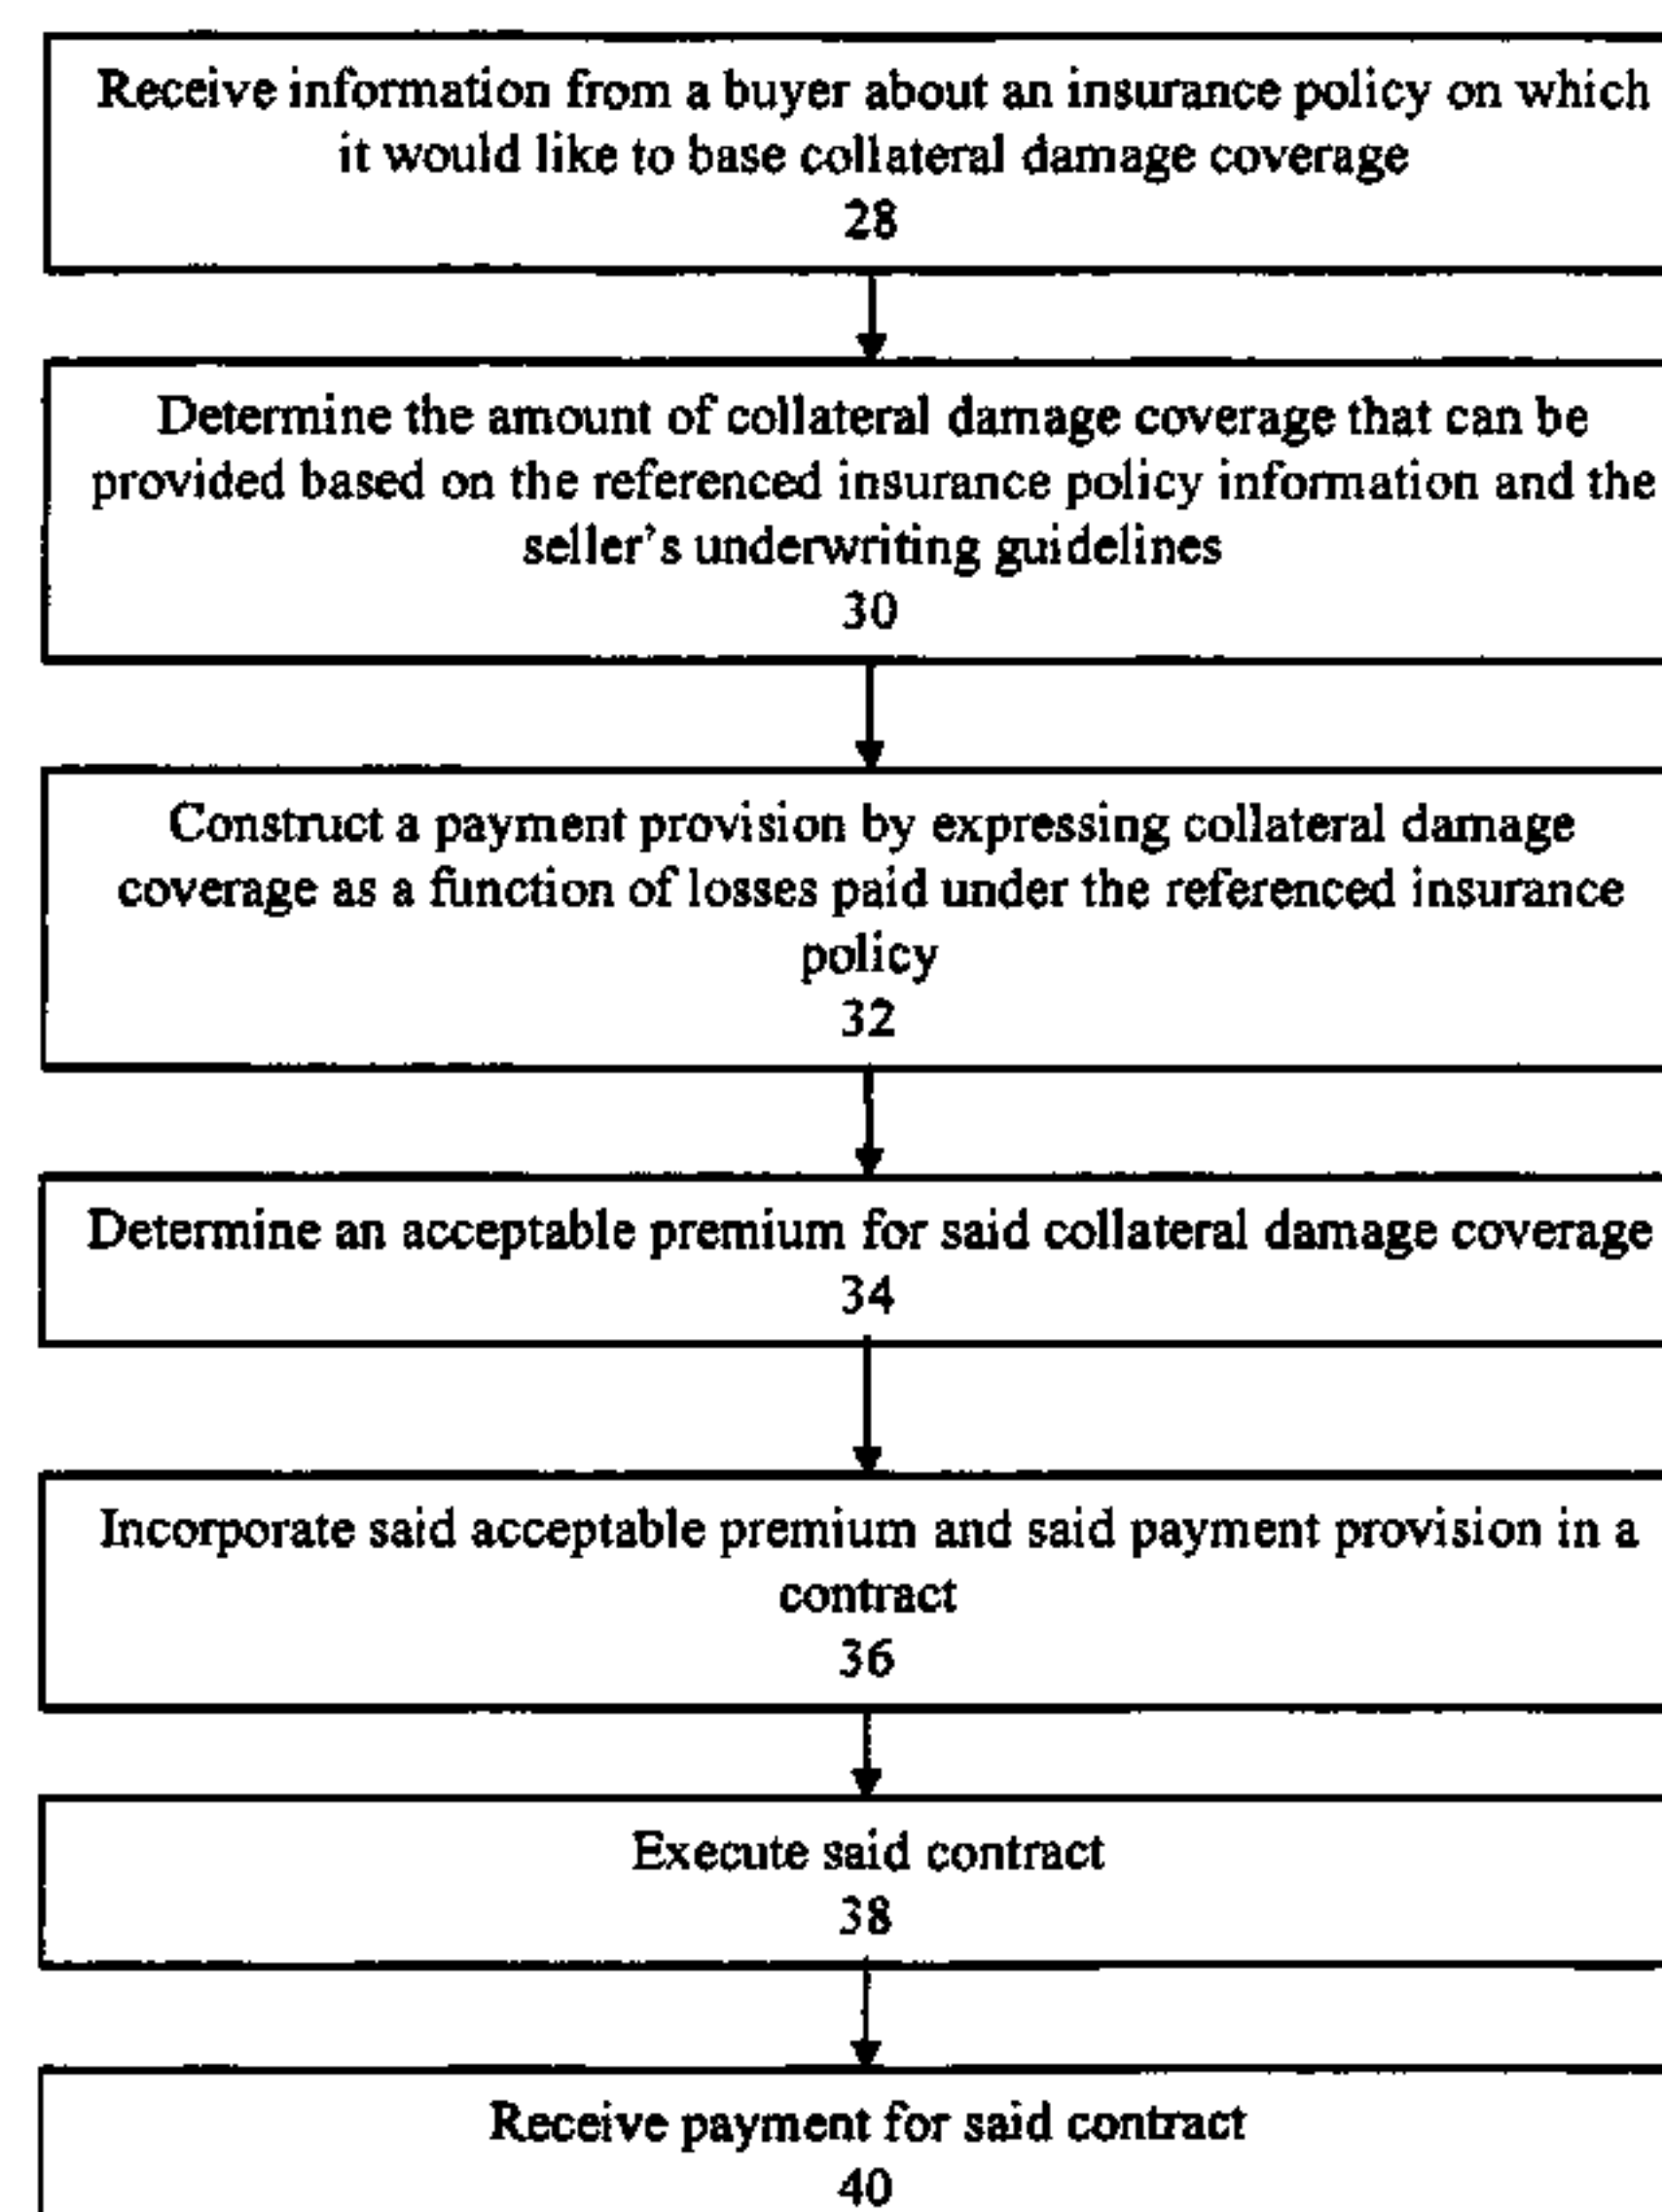 Receive information from a buyer about an insurance policy on which
it would like to base collateral damage coverage
28
Determine the amount of collateral damage coverage that can be
provided based on the referenced insurance policy information and the
seller's underwriting guidelines
30
Construct a payment provision by expressing collateral damage
coverage as a function of losses paid under the referenced insurance
policy
32
Determine an acceptable premium for said collateral damage coverage
34
Incorporate said acceptable premium and said payment provision in a
contract
36
Execute said contract
38
Receive payment for said contract
40